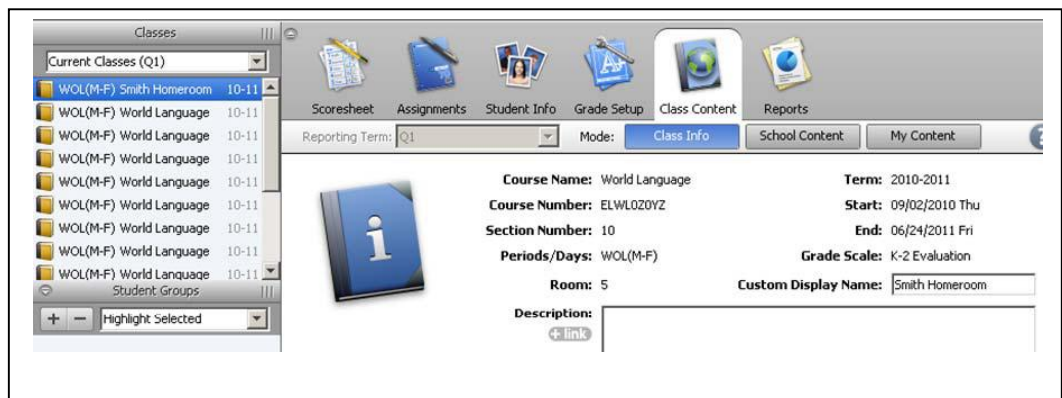 Classes
Current Classes (Q1)
WOL(M-F) Smith Homeroom 10-11
WOL(M-F) World Language 10-11
WOL(M-F) World Language 10-11
WOL(M-F) World Language 10-11
WOL(M-F) World Language 10-11
WOL(M-F) World Language 10-11
WOL(M-F) World Language 10-11
WOL(M-F) World Language 10-11
WOL(M-F) World Language 10-11
Student Groups
+ − Highlight Selected
Scoresheet Assignments Student Info Grade Setup Class Content Reports
Reporting Term: Q1 Mode: Class Info School Content My Content
Course Name: World Language Term: 2010-2011
Course Number: ELWL0Z0YZ Start: 09/02/2010 Thu
Section Number: 10 End: 06/24/2011 Fri
Periods/Days: WOL(M-F) Grade Scale: K-2 Evaluation
Room: 5 Custom Display Name: Smith Homeroom
Description:
+ link